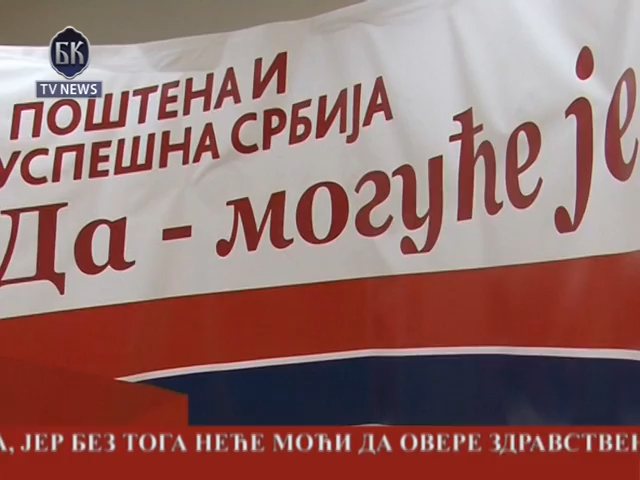 БК
TV NEWS
ПОШТЕНА И
УСПЕШНА СРБИЈА
Да - могуће је
А, ЈЕР БЕЗ ТОГА НЕЋЕ МОЋИ ДА ОВЕРЕ ЗДРАВСТВЕН